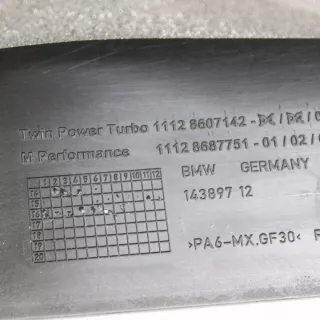 Twin Power Turbo 1112 8607142 -
M Performance 1112 8687751 - 01 / 02 /
BMW GERMANY
1 2 3 4 5 6 7 8 9 10 11 12
143897 12
16
17
18
19
20
>PA6-MX.GF30<